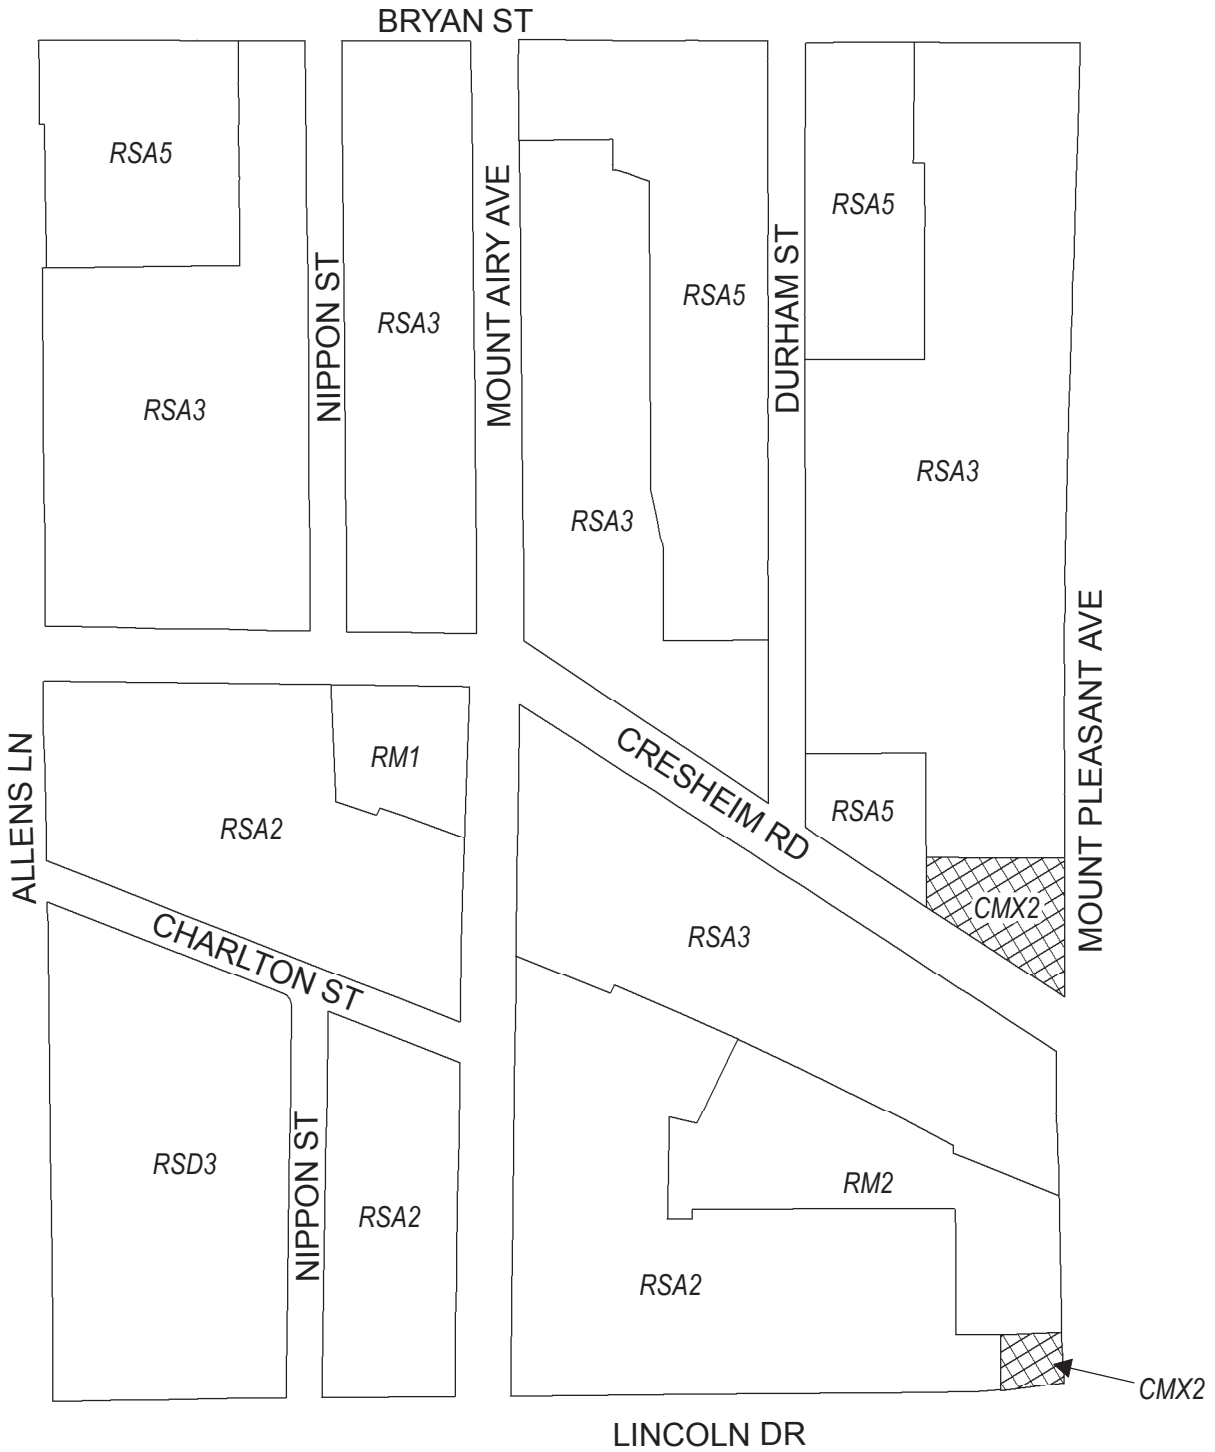 BRYAN ST
RSA5
RSA5
NIPPON ST
MOUNT AIRY AVE
RSA5
DURHAM ST
RSA3
RSA3
RSA3
RSA3
MOUNT PLEASANT AVE
ALLENS LN
RM1
CRESHEIM RD
RSA5
RSA2
CMX2
CHARLTON ST
RSA3
RSD3
NIPPON ST
RM2
RSA2
RSA2
CMX2
LINCOLN DR